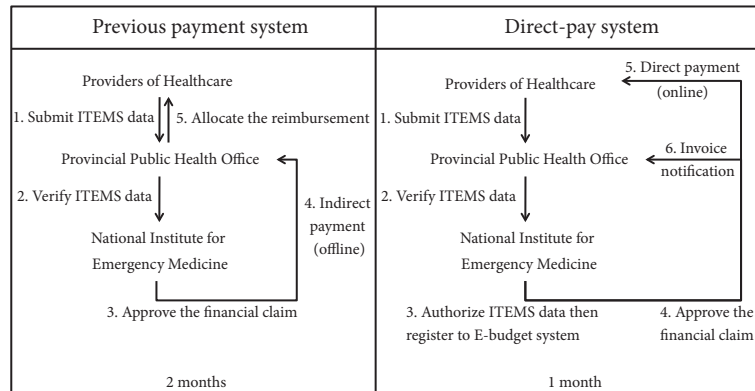 Previous payment system
Providers of Healthcare
1. Submit ITEMS data
5. Allocate the reimbursement
Provincial Public Health Office
2. Verify ITEMS data
4. Indirect
payment
(offline)
National Institute for
Emergency Medicine
3. Approve the financial claim
2 months
Direct-pay system
5. Direct payment
(online)
Providers of Healthcare
1. Submit ITEMS data
6. Invoice
notification
Provincial Public Health Office
2. Verify ITEMS data
National Institute for
Emergency Medicine
3. Authorize ITEMS data then
register to E-budget system
4. Approve the
financial claim
1 month